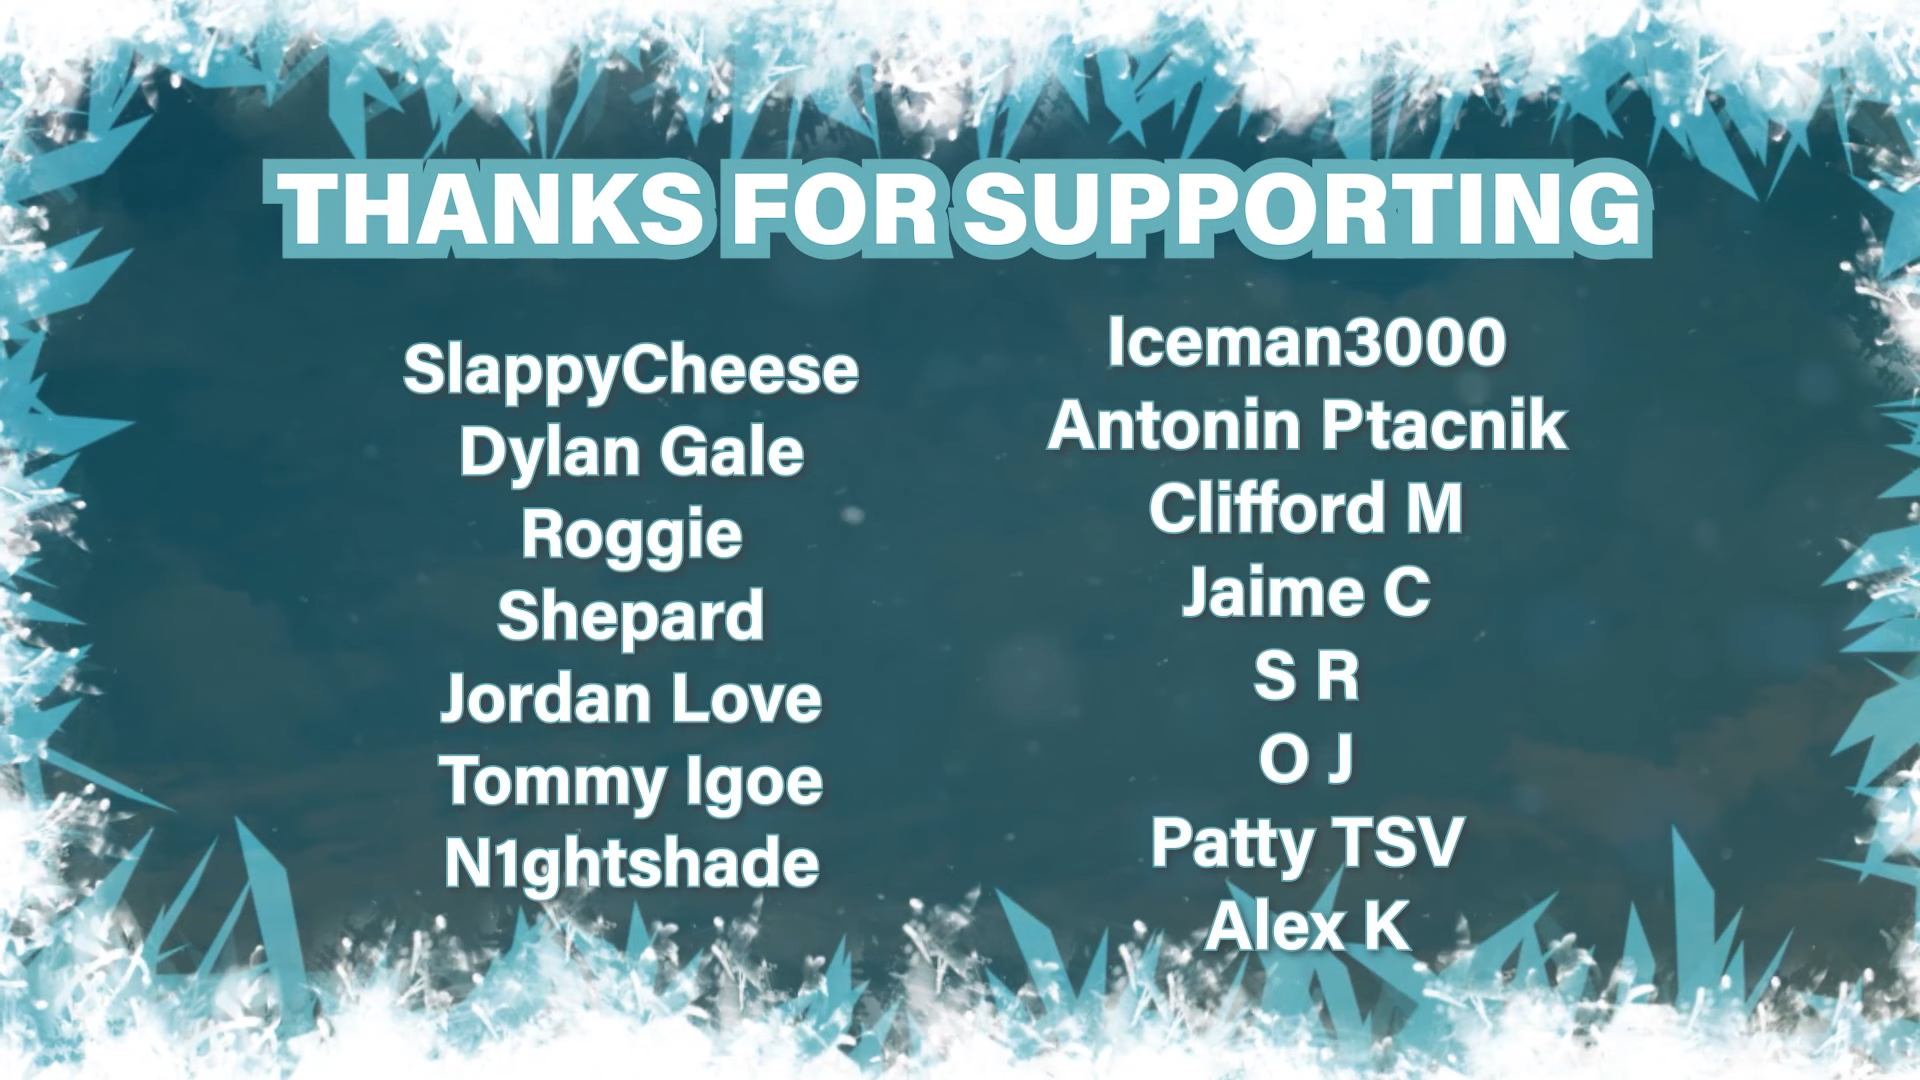 THANKS FOR SUPPORTING
SlappyCheese
Dylan Gale
Roggie
Shepard
Jordan Love
Tommy Igoe
N1ghtshade
Iceman3000
Antonin Ptacnik
Clifford M
Jaime C
S R
O J
Patty TSV
Alex K